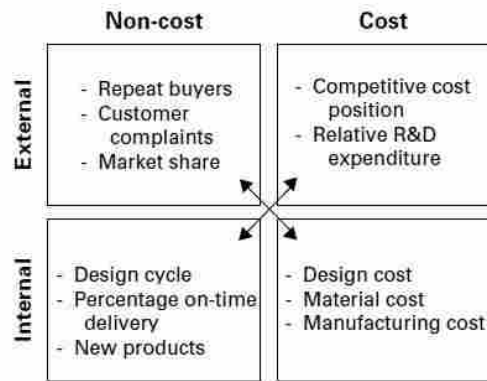 Non-cost
Cost
External
- Repeat buyers
- Customer
complaints
- Market share
- Competitive cost
position
- Relative R&D
expenditure
Internal
- Design cycle
- Percentage on-time
delivery
- New products
- Design cost
- Material cost
- Manufacturing cost